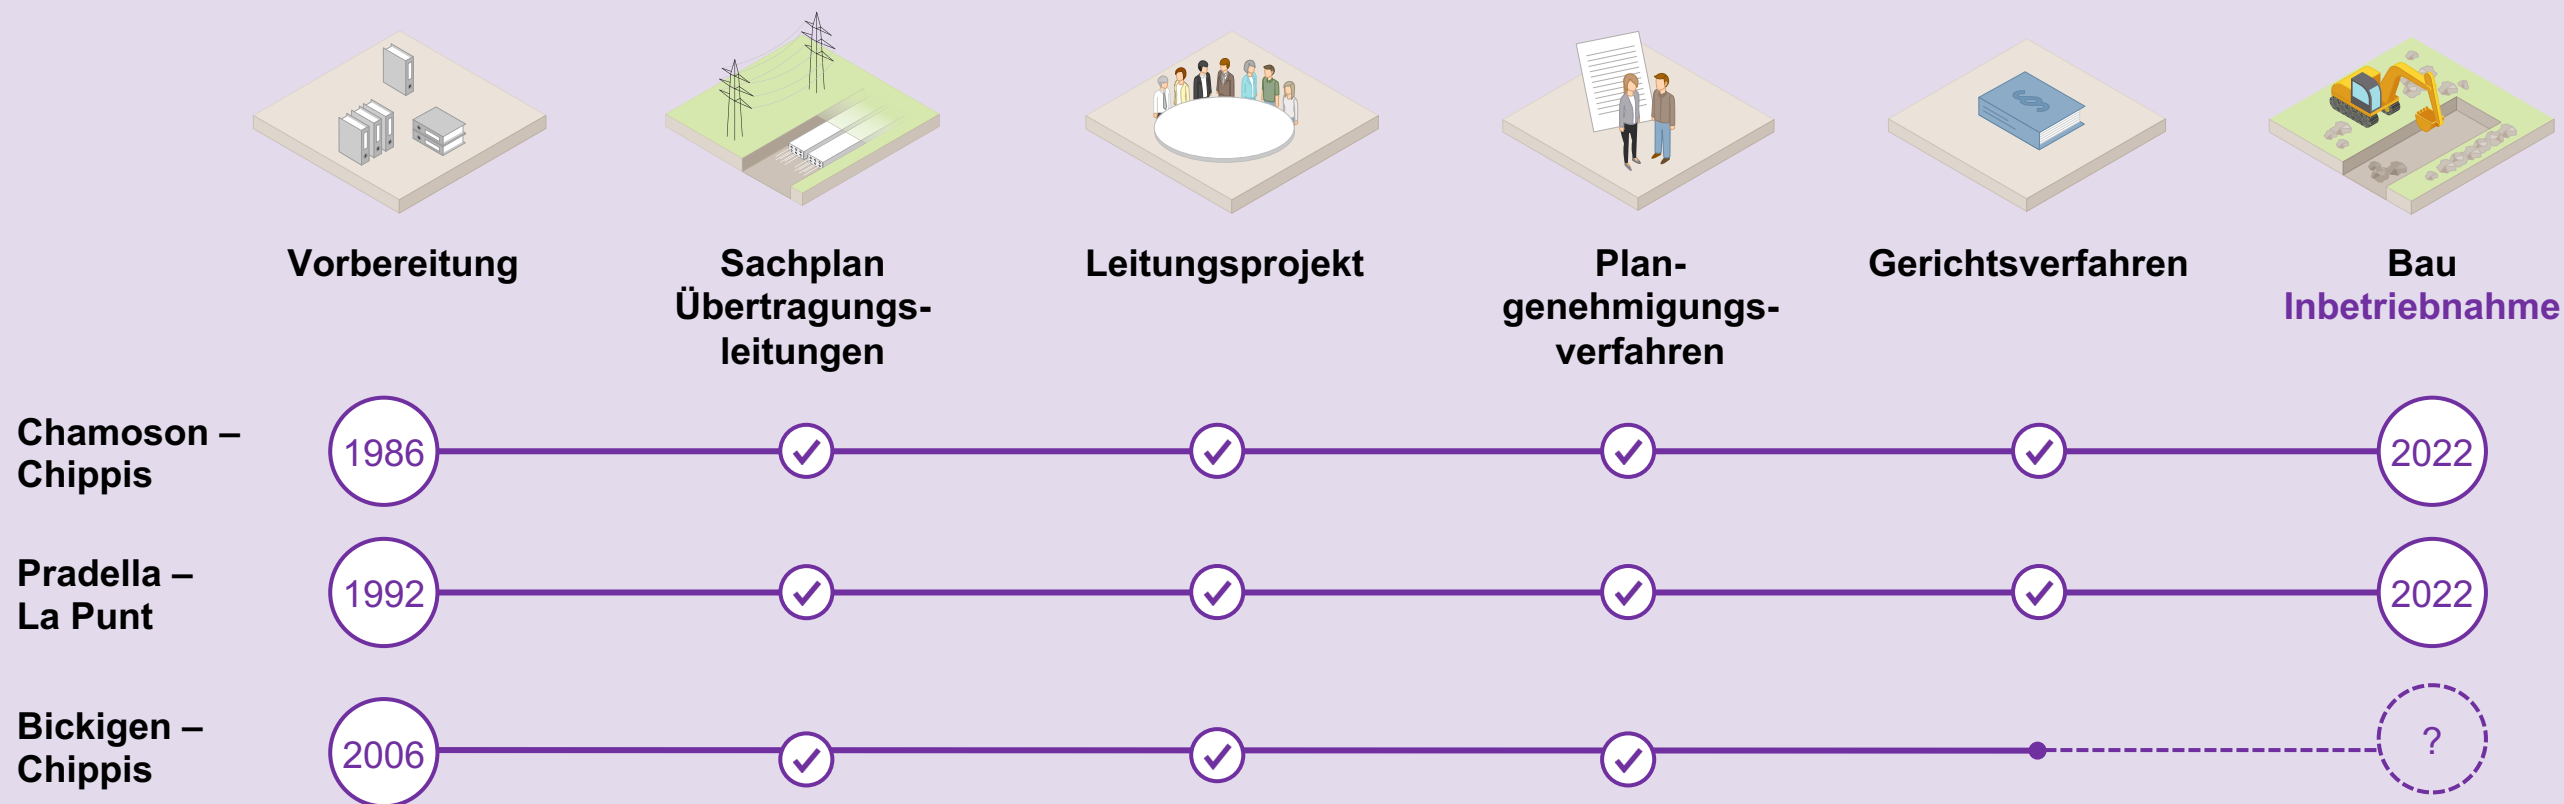 Vorbereitung
Sachplan
Übertragungs-
leitungen
Leitungsprojekt
Plan-
genehmigungs-
verfahren
Gerichtsverfahren
Bau
Inbetriebnahme
Chamoson –
Chippis
1986
2022
Pradella –
La Punt
1992
2022
Bickigen –
Chippis
2006
?